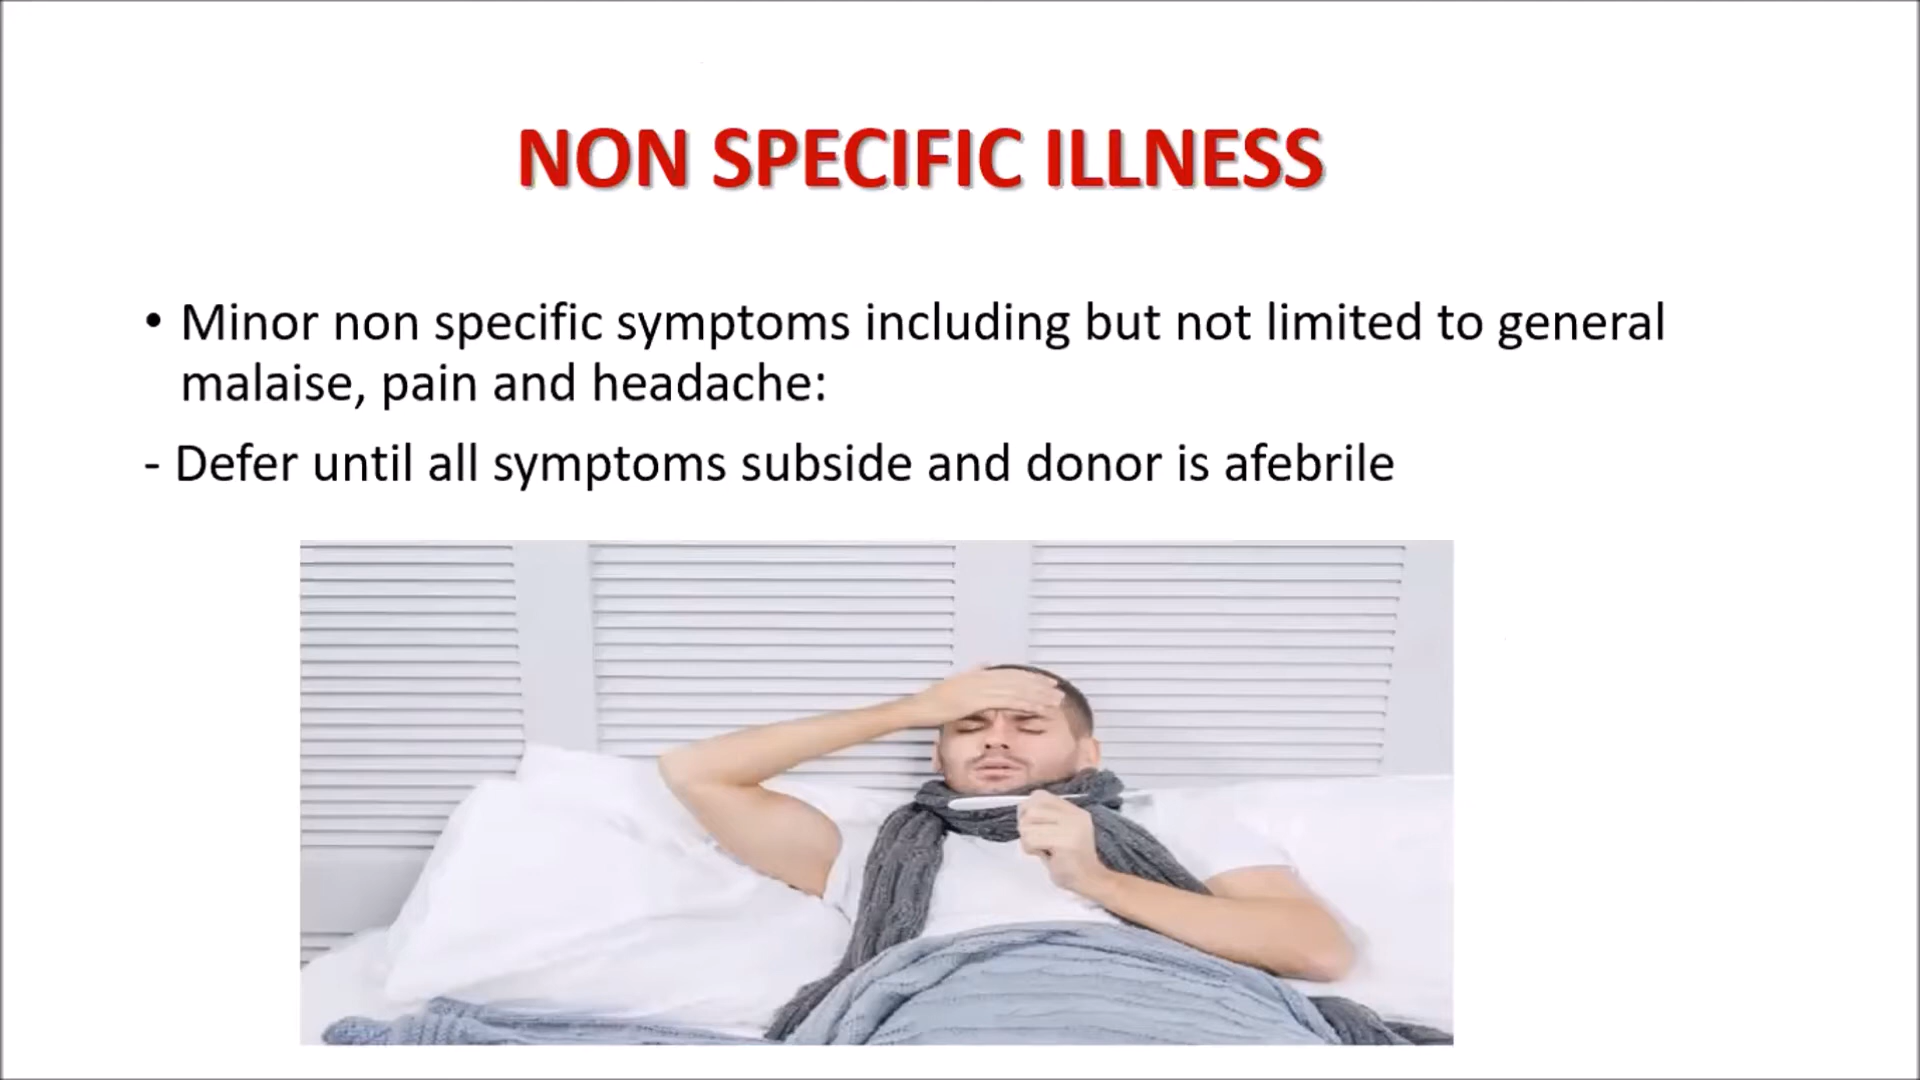 NON SPECIFIC ILLNESS
• Minor non specific symptoms including but not limited to general
malaise, pain and headache:
- Defer until all symptoms subside and donor is afebrile